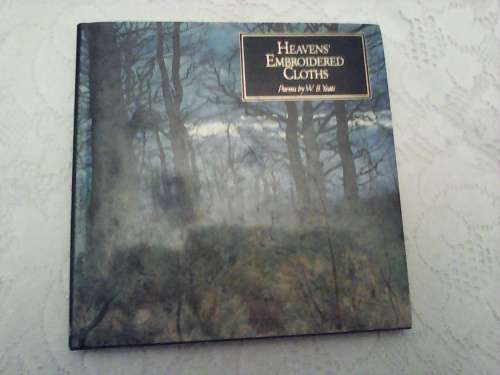 HEAVENS'
EMBROIDERED
CLOTHS
Poems by W. B. Yeats